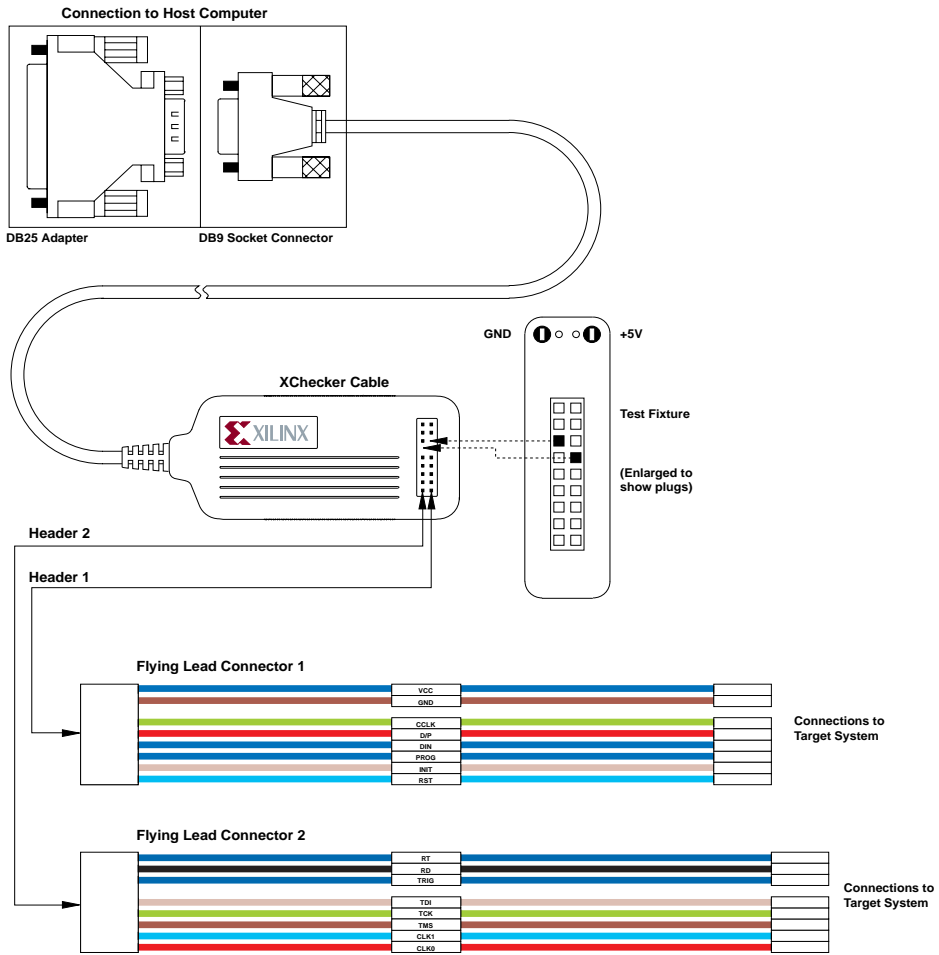 Connection to Host Computer
DB25 Adapter
DB9 Socket Connector
GND
+5V
XChecker Cable
XILINX
Test Fixture
(Enlarged to
show plugs)
Header 2
Header 1
Flying Lead Connector 1
VCC
GND
CCLK
D/P
DIN
PROG
INIT
RST
Connections to
Target System
Flying Lead Connector 2
RT
RD
TRIG
TDI
TCK
TMS
CLK1
CLK0
Connections to
Target System